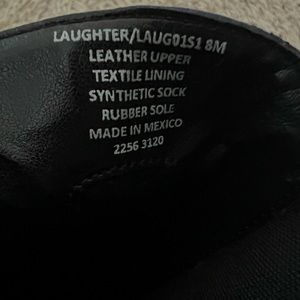 LAUGHTER/LAUG01S1 8M
LEATHER UPPER
TEXTILE LINING
SYNTHETIC SOCK
RUBBER SOLE
MADE IN MEXICO
2256 3120